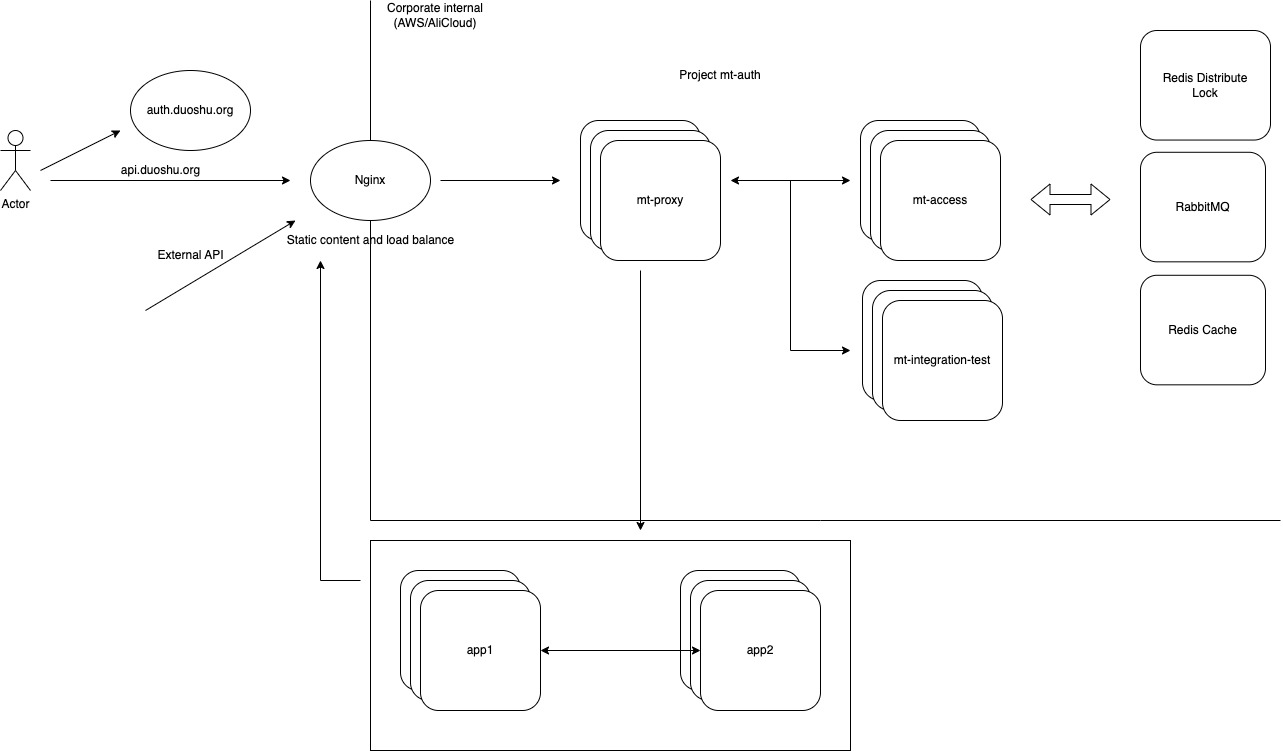 Corporate internal
(AWS/AliCloud)
Project mt-auth
Redis Distribute
Lock
auth.duoshu.org
api.duoshu.org
Actor
Nginx
mt-proxy
mt-access
RabbitMQ
Static content and load balance
External API
Redis Cache
mt-integration-test
app1
app2